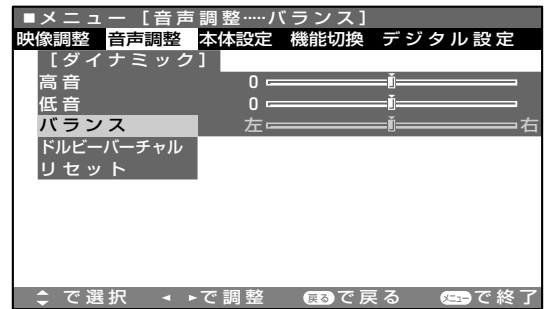 ■メニュー [音声調整……バランス]
映像調整 音声調整 本体設定 機能切換 デジタル設定
[ダイナミック]
高音 0
低音 0
バランス 左 右
ドルビーバーチャル
リセット
で選択 で調整 戻るで戻る メニューで終了